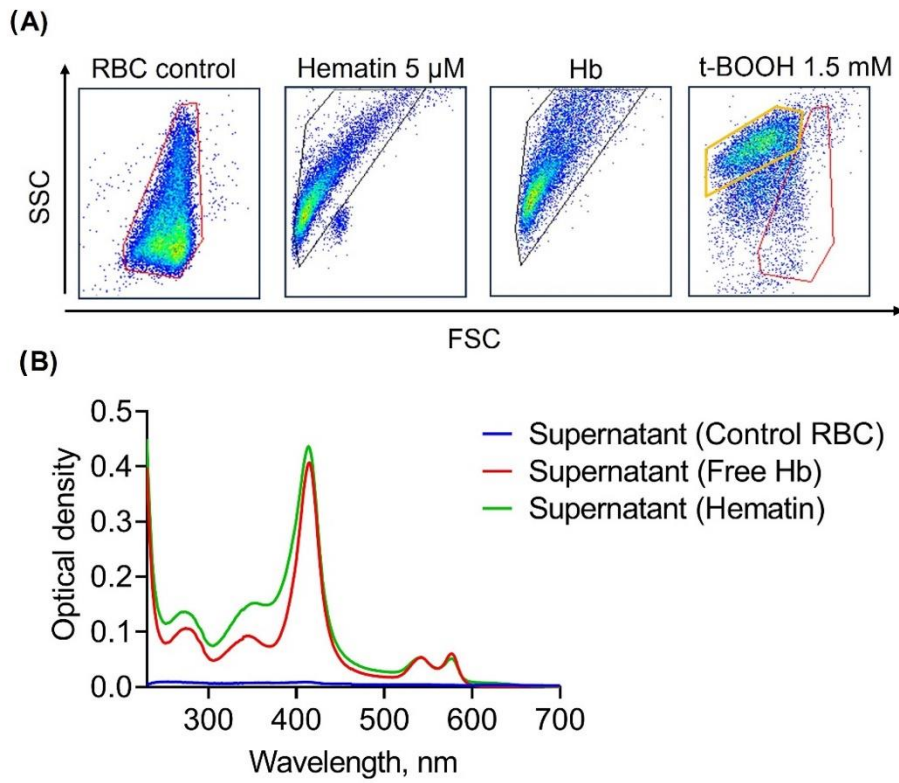 (A)
RBC control
Hematin 5 µM
Hb
t-BOOH 1.5 mM
SSC
FSC
(B)
0.5
0.4
0.3
0.2
0.1
0.0
Optical density
300
400
500
600
700
Wavelength, nm
Supernatant (Control RBC)
Supernatant (Free Hb)
Supernatant (Hematin)